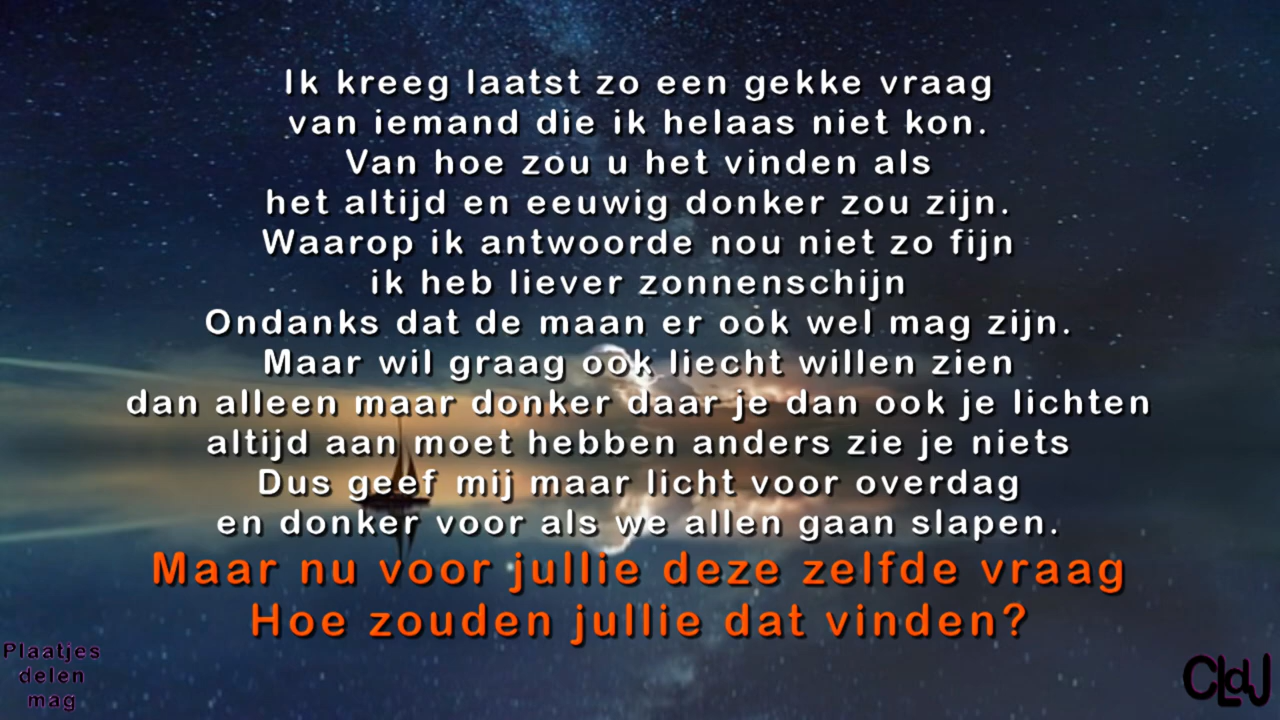 Ik kreeg laatst zo een gekke vraag
van iemand die ik helaas niet kon.
Van hoe zou u het vinden als
het altijd en eeuwig donker zou zijn.
Waarop ik antwoorde nou niet zo fijn
ik heb liever zonnenschijn
Ondanks dat de maan er ook wel mag zijn.
Maar wil graag ook liecht willen zien
dan alleen maar donker daar je dan ook je lichten
altijd aan moet hebben anders zie je niets
Dus geef mij maar licht voor overdag
en donker voor als we allen gaan slapen.
Maar nu voor jullie deze zelfde vraag
Hoe zouden jullie dat vinden?
Plaatjes
delen
mag
CLdJ